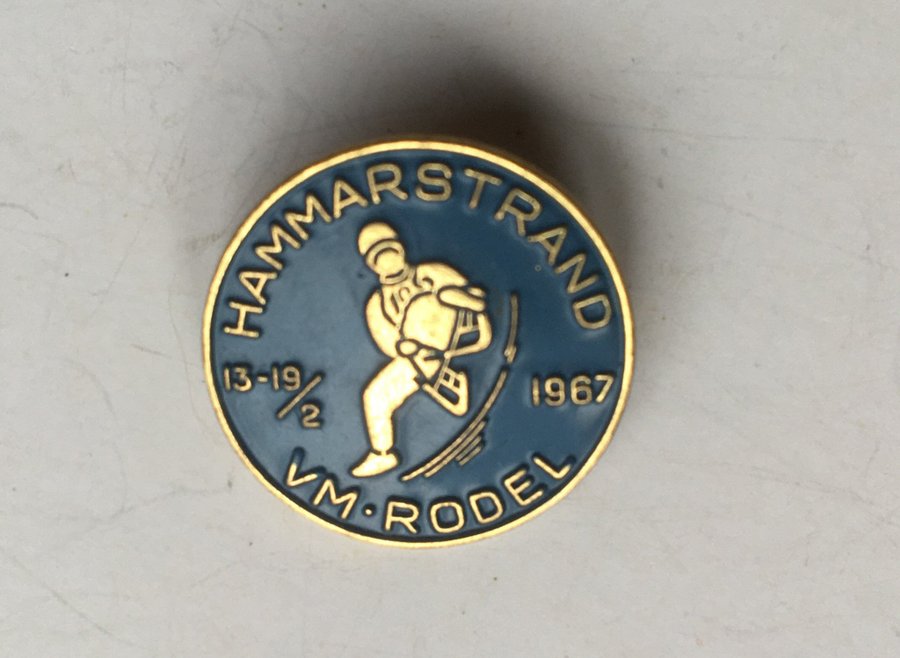 HAMMARSTRAND
13-19/2
1967
VM·RODEL